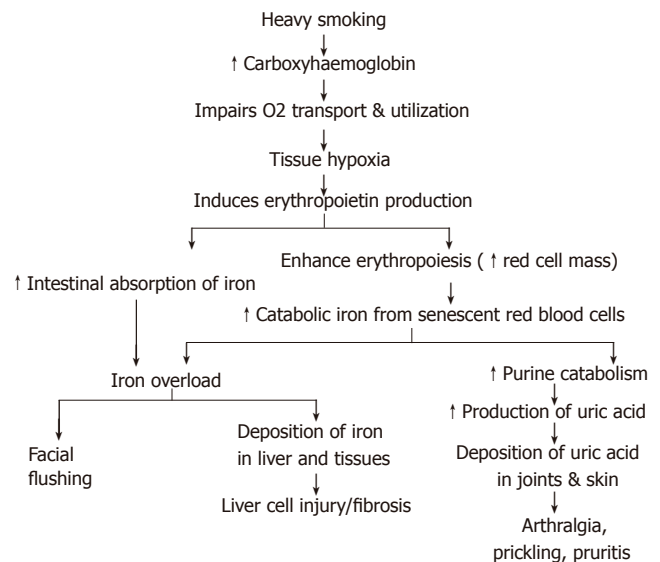 Heavy smoking
↑ Carboxyhaemoglobin
Impairs O2 transport & utilization
Tissue hypoxia
Induces erythropoietin production
Enhance erythropoiesis ( ↑ red cell mass)
↑ Intestinal absorption of iron
↑ Catabolic iron from senescent red blood cells
Iron overload
↑ Purine catabolism
↑ Production of uric acid
Facial
flushing
Deposition of iron
in liver and tissues
Deposition of uric acid
in joints & skin
Liver cell injury/fibrosis
Arthralgia,
prickling, pruritis